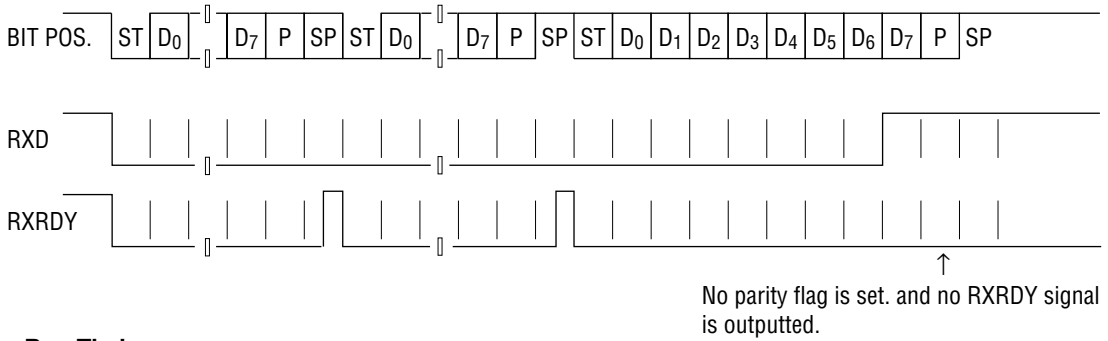 BIT POS. ST D0 D7 P SP ST D0 D7 P SP ST D0 D1 D2 D3 D4 D5 D6 D7 P SP
RXD
RXRDY
↑
No parity flag is set. and no RXRDY signal
is outputted.